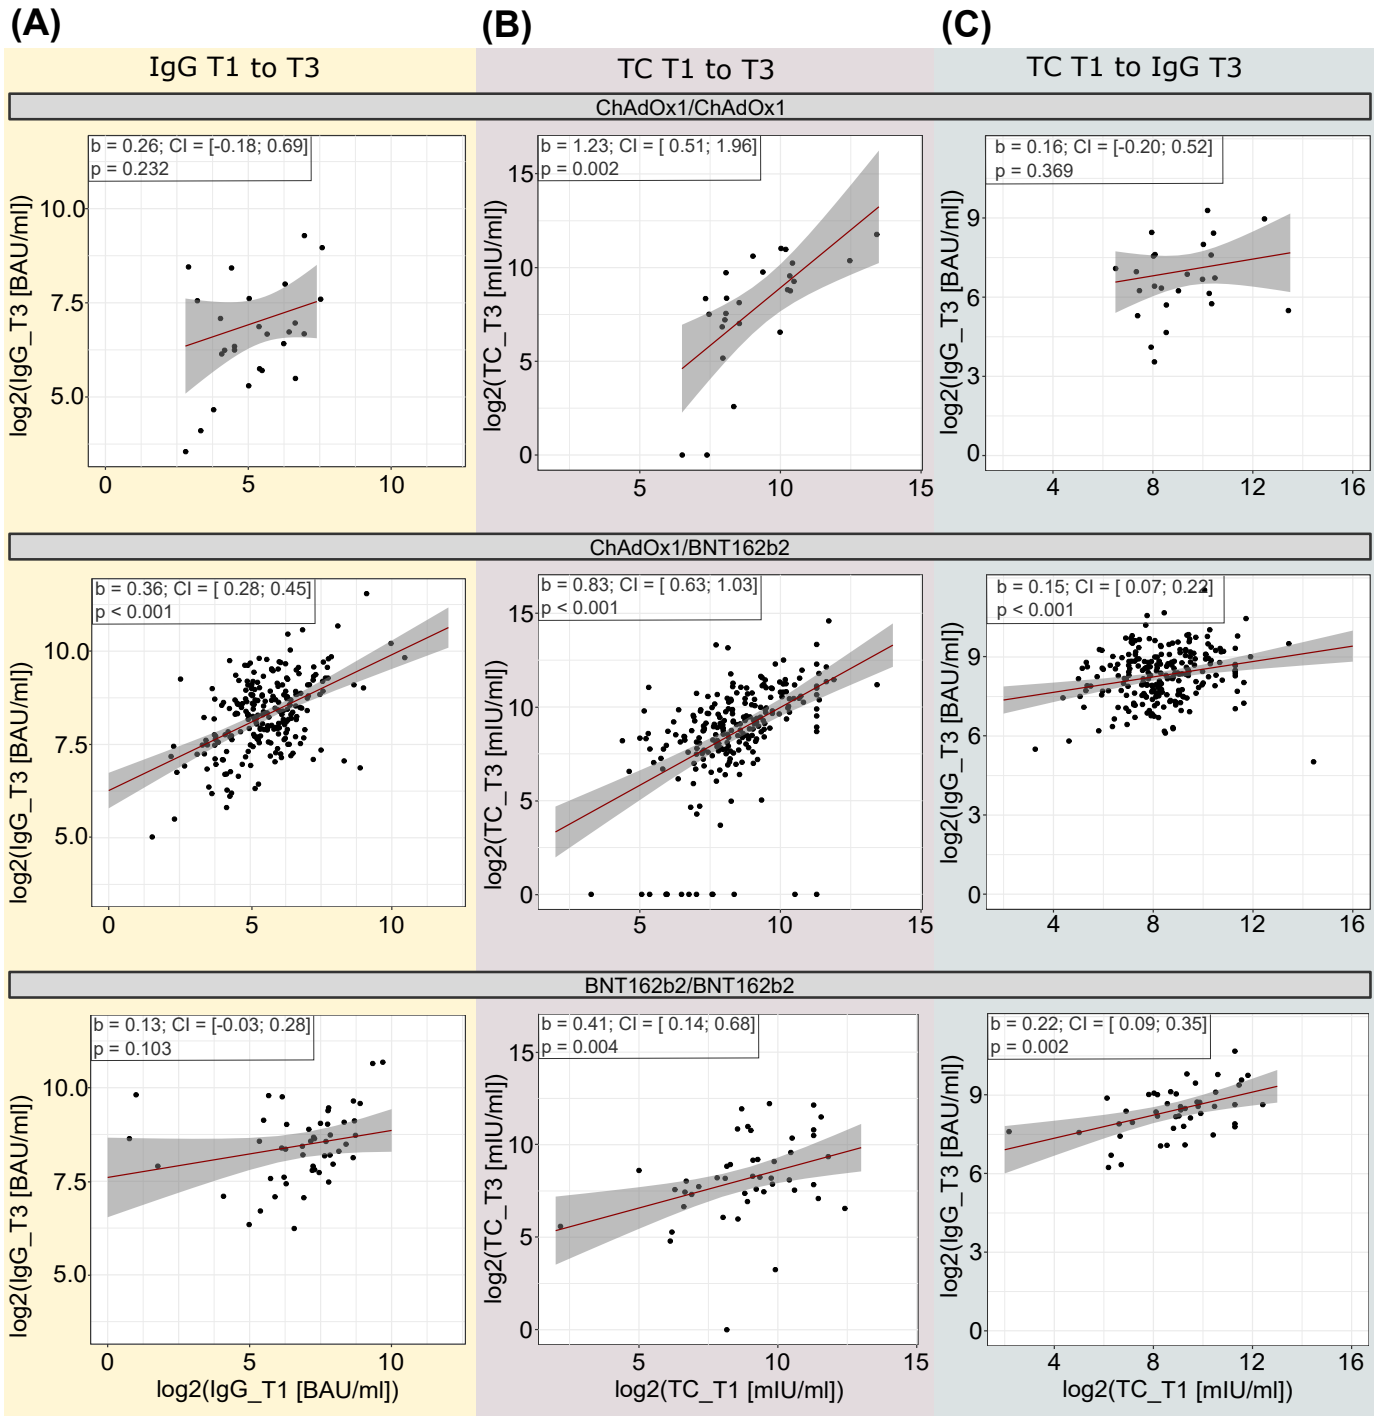 (A)
(B)
(C)
IgG T1 to T3
TC T1 to T3
TC T1 to IgG T3
ChAdOx1/ChAdOx1
b = 0.26; CI = [-0.18; 0.69]
p = 0.232
log2(IgG_T3 [BAU/ml])
10.0
7.5
5.0
0 5 10
b = 1.23; CI = [ 0.51; 1.96]
p = 0.002
log2(TC_T3 [mIU/ml])
15
10
5
0
5 10 15
b = 0.16; CI = [-0.20; 0.52]
p = 0.369
log2(IgG_T3 [BAU/ml])
9
6
3
0
4 8 12 16
ChAdOx1/BNT162b2
b = 0.36; CI = [ 0.28; 0.45]
p < 0.001
log2(IgG_T3 [BAU/ml])
10.0
7.5
5.0
0 5 10
b = 0.83; CI = [ 0.63; 1.03]
p < 0.001
log2(TC_T3 [mIU/ml])
15
10
5
0
5 10 15
b = 0.15; CI = [ 0.07; 0.22]
p < 0.001
log2(IgG_T3 [BAU/ml])
9
6
3
0
4 8 12 16
BNT162b2/BNT162b2
b = 0.13; CI = [-0.03; 0.28]
p = 0.103
log2(IgG_T3 [BAU/ml])
10.0
7.5
5.0
0 5 10
log2(IgG_T1 [BAU/ml])
b = 0.41; CI = [ 0.14; 0.68]
p = 0.004
log2(TC_T3 [mIU/ml])
15
10
5
0
5 10 15
log2(TC_T1 [mIU/ml])
b = 0.22; CI = [ 0.09; 0.35]
p = 0.002
log2(IgG_T3 [BAU/ml])
9
6
3
0
4 8 12 16
log2(TC_T1 [mIU/ml])